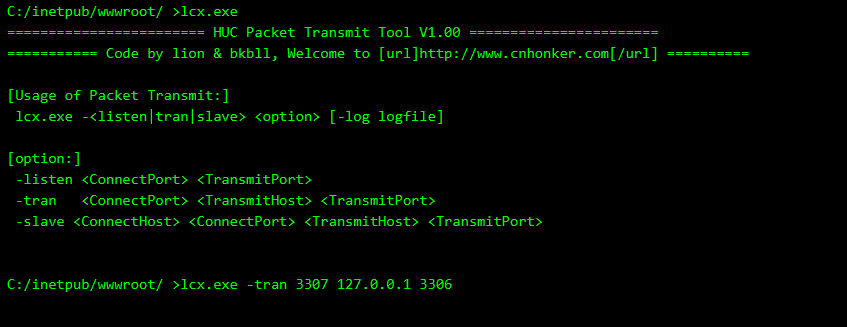 C:/inetpub/wwwroot/ >lcx.exe
======================== HUC Packet Transmit Tool V1.00 =======================
=========== Code by lion & bkbll, Welcome to [url]http://www.cnhonker.com[/url] ==========
[Usage of Packet Transmit:]
lcx.exe -<listen|tran|slave> <option> [-log logfile]
[option:]
-listen <ConnectPort> <TransmitPort>
-tran   <ConnectPort> <TransmitHost> <TransmitPort>
-slave <ConnectHost> <ConnectPort> <TransmitHost> <TransmitPort>
C:/inetpub/wwwroot/ >lcx.exe -tran 3307 127.0.0.1 3306